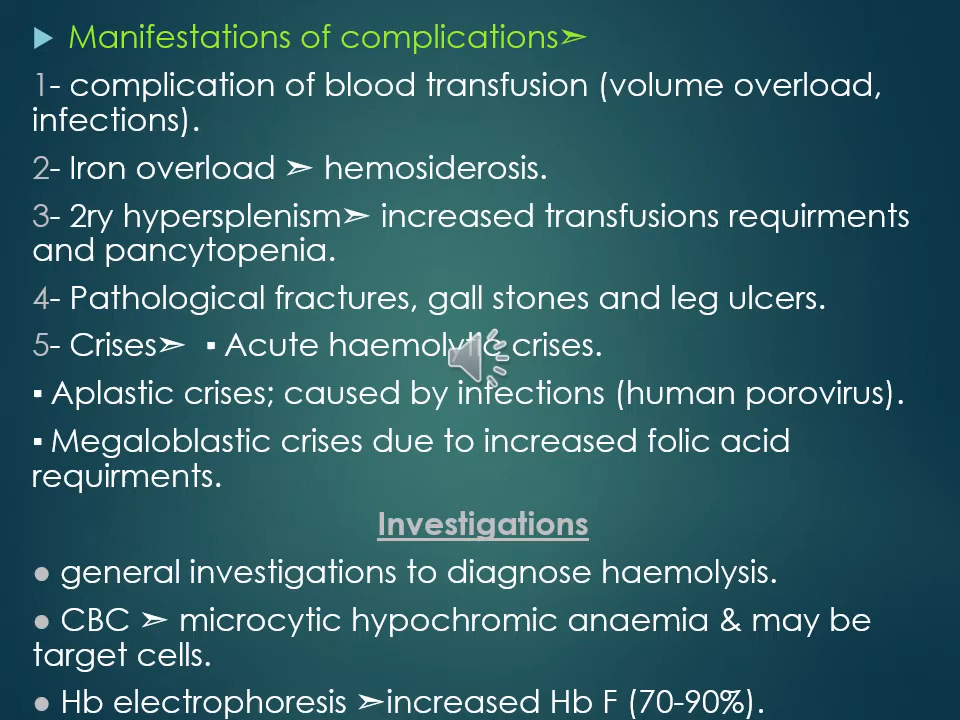 ▶ Manifestations of complications➣
1- complication of blood transfusion (volume overload,
infections).
2- Iron overload ➣ hemosiderosis.
3- 2ry hypersplenism➣ increased transfusions requirments
and pancytopenia.
4- Pathological fractures, gall stones and leg ulcers.
5- Crises➣ ▪ Acute haemolytic crises.
▪ Aplastic crises; caused by infections (human porovirus).
▪ Megaloblastic crises due to increased folic acid
requirments.
Investigations
● general investigations to diagnose haemolysis.
● CBC ➣ microcytic hypochromic anaemia & may be
target cells.
● Hb electrophoresis ➣increased Hb F (70-90%).